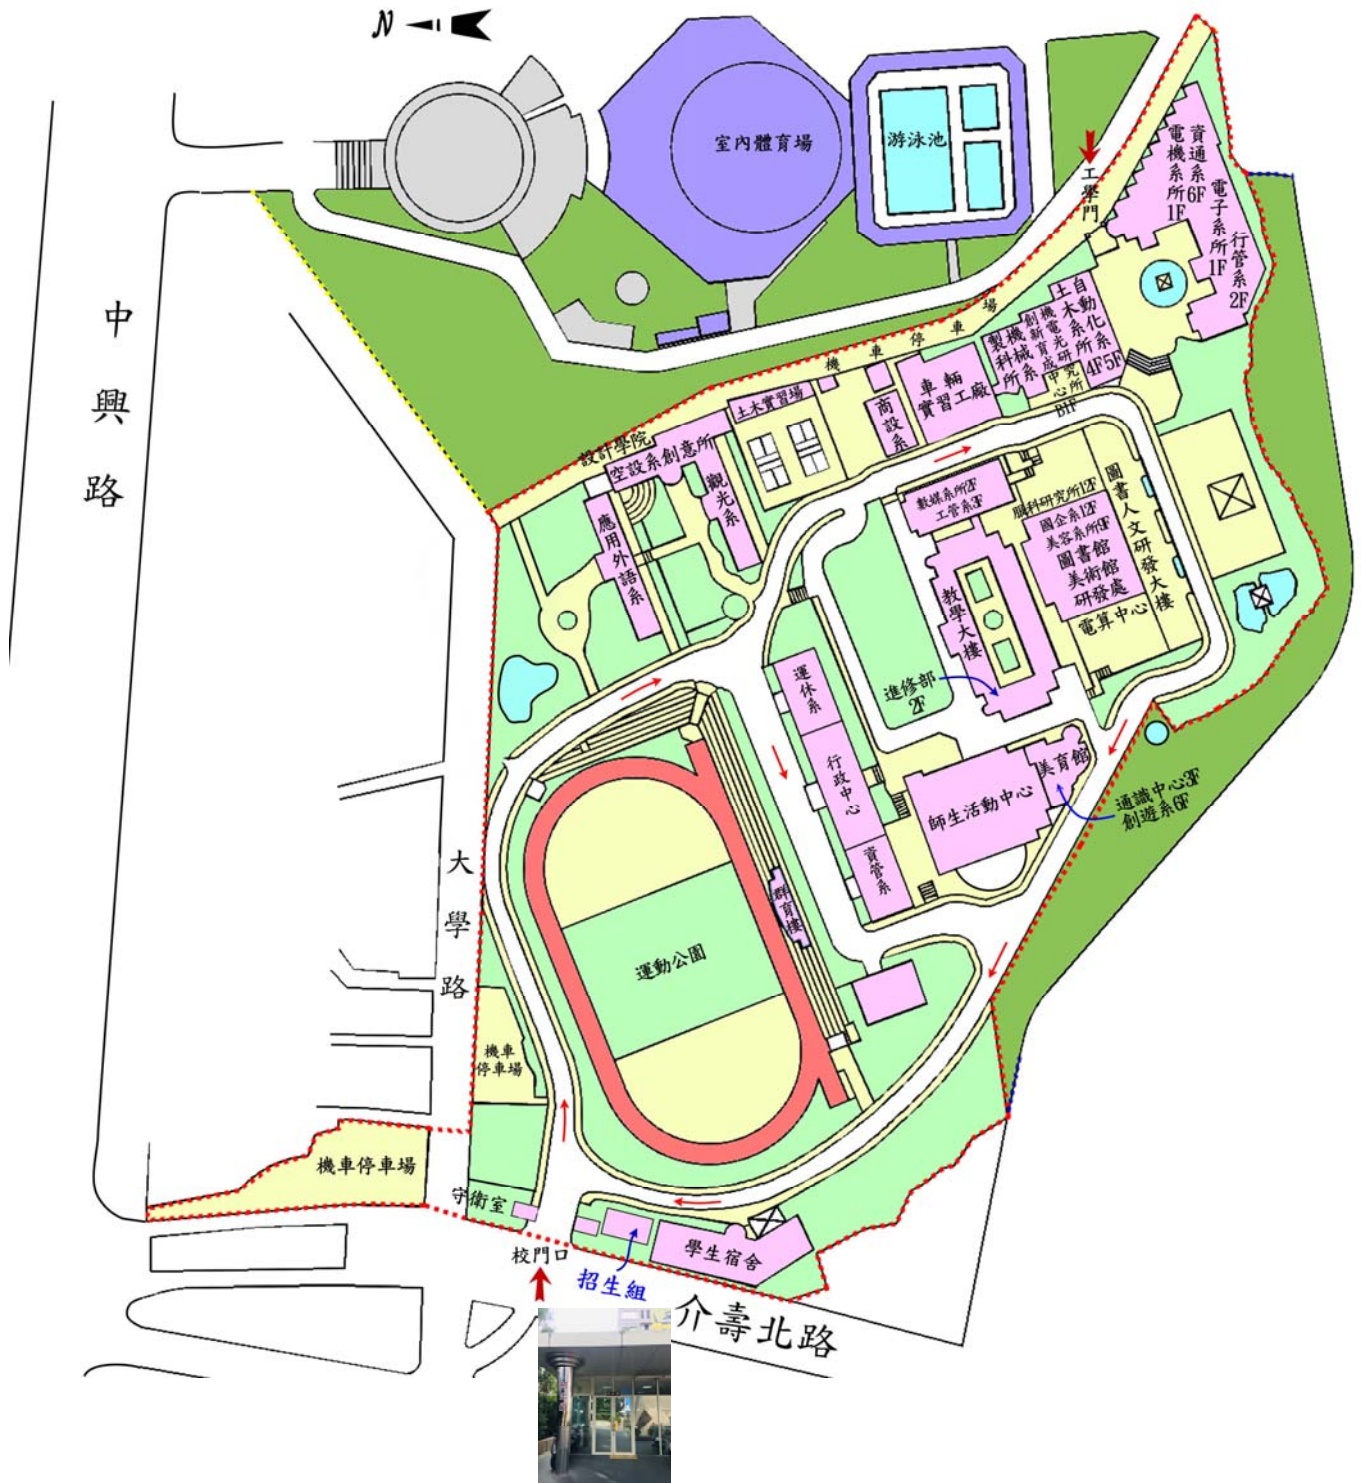 N
室內體育場
游泳池
工學門
資通系6F
電機系所1F
電子系所1F
行管系2F
中興路
機車停車場
自動化系5F
土木系所4F
機電光研究所
創新育成中心B1F
機械系
製科所
車輛
實習工廠
商設系
土木實習場
設計學院
空設系創意所
觀光系
應用外語系
數媒系所2F
工管系3F
腦科研究所12F
國企系12F
美容系所9F
圖書館
美術館
研發處
電算中心
圖書人文研發大樓
教學大樓
進修部
2F
運休系
行政中心
資管系
師生活動中心
美育館
通識中心3F
創遊系6F
群育樓
運動公園
大學路
機車
停車場
機車停車場
守衛室
校門口
招生組
學生宿舍
介壽北路